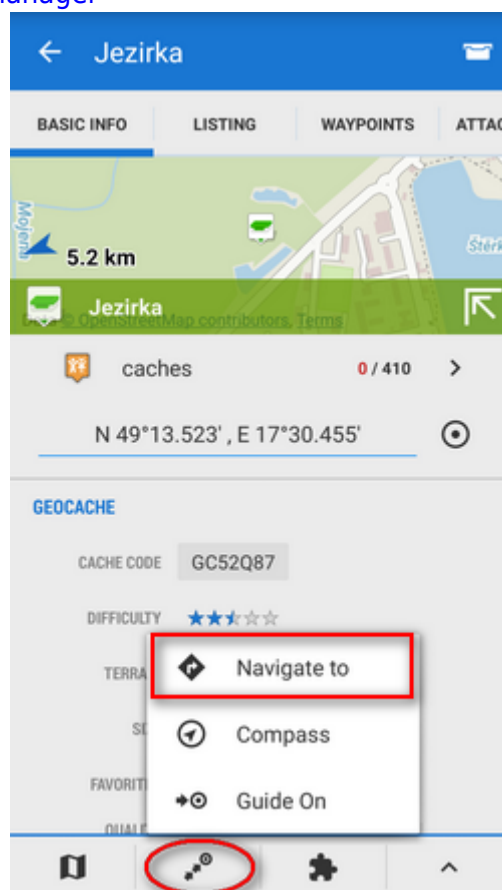 Jezirka
BASIC INFO LISTING WAYPOINTS
Mojena
5.2 km
Jezirka
OpenStreetMap contributors, Terms
caches 0 / 410
N 49°13.523' , E 17°30.455'
GEOCACHE
CACHE CODE GC52Q87
DIFFICULTY
Navigate to
Compass
Guide On